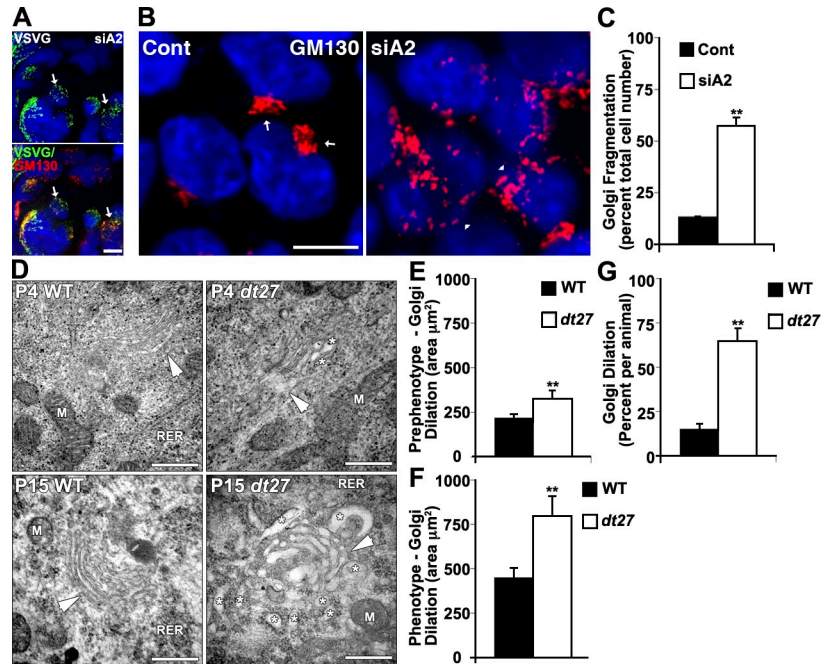 A
VSVG siA2
VSVG/
GM130
B
Cont GM130
siA2
C
Golgi Fragmentation
(percent total cell number)
100
75
50
25
0
Cont
siA2
**
D
P4 WT
M
RER
P4 dt27
*
*
M
P15 WT
M
RER
P15 dt27 RER
*
*
*
*
*
*
*
*
*
M
E
Prephenotype - Golgi
Dilation (area µm²)
1000
750
500
250
0
WT
dt27
**
F
Phenotype - Golgi
Dilation (area µm²)
1000
750
500
250
0
WT
dt27
**
G
Golgi Dilation
(Percent per animal)
100
75
50
25
0
WT
dt27
**